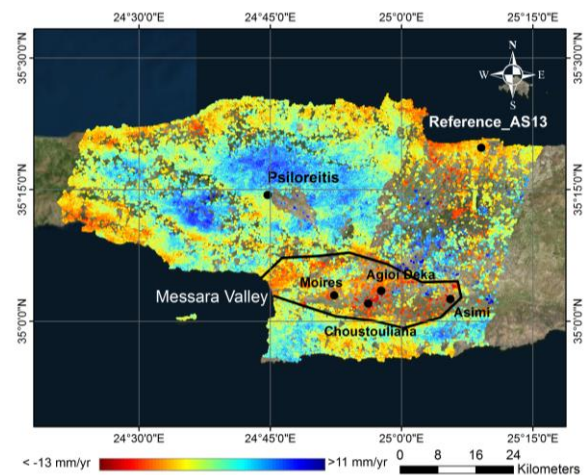 24°30'0"E 24°45'0"E 25°0'0"E 25°15'0"E
35°30'0"N
35°15'0"N
35°0'0"N
N
W E
S
35°30'0"N
35°15'0"N
35°0'0"N
Reference_AS13
Psiloreitis
Messara Valley
Moires
Agioi Deka
Asimi
Choustouliana
24°30'0"E 24°45'0"E 25°0'0"E 25°15'0"E
< -13 mm/yr >11 mm/yr
0 8 16 24
Kilometers